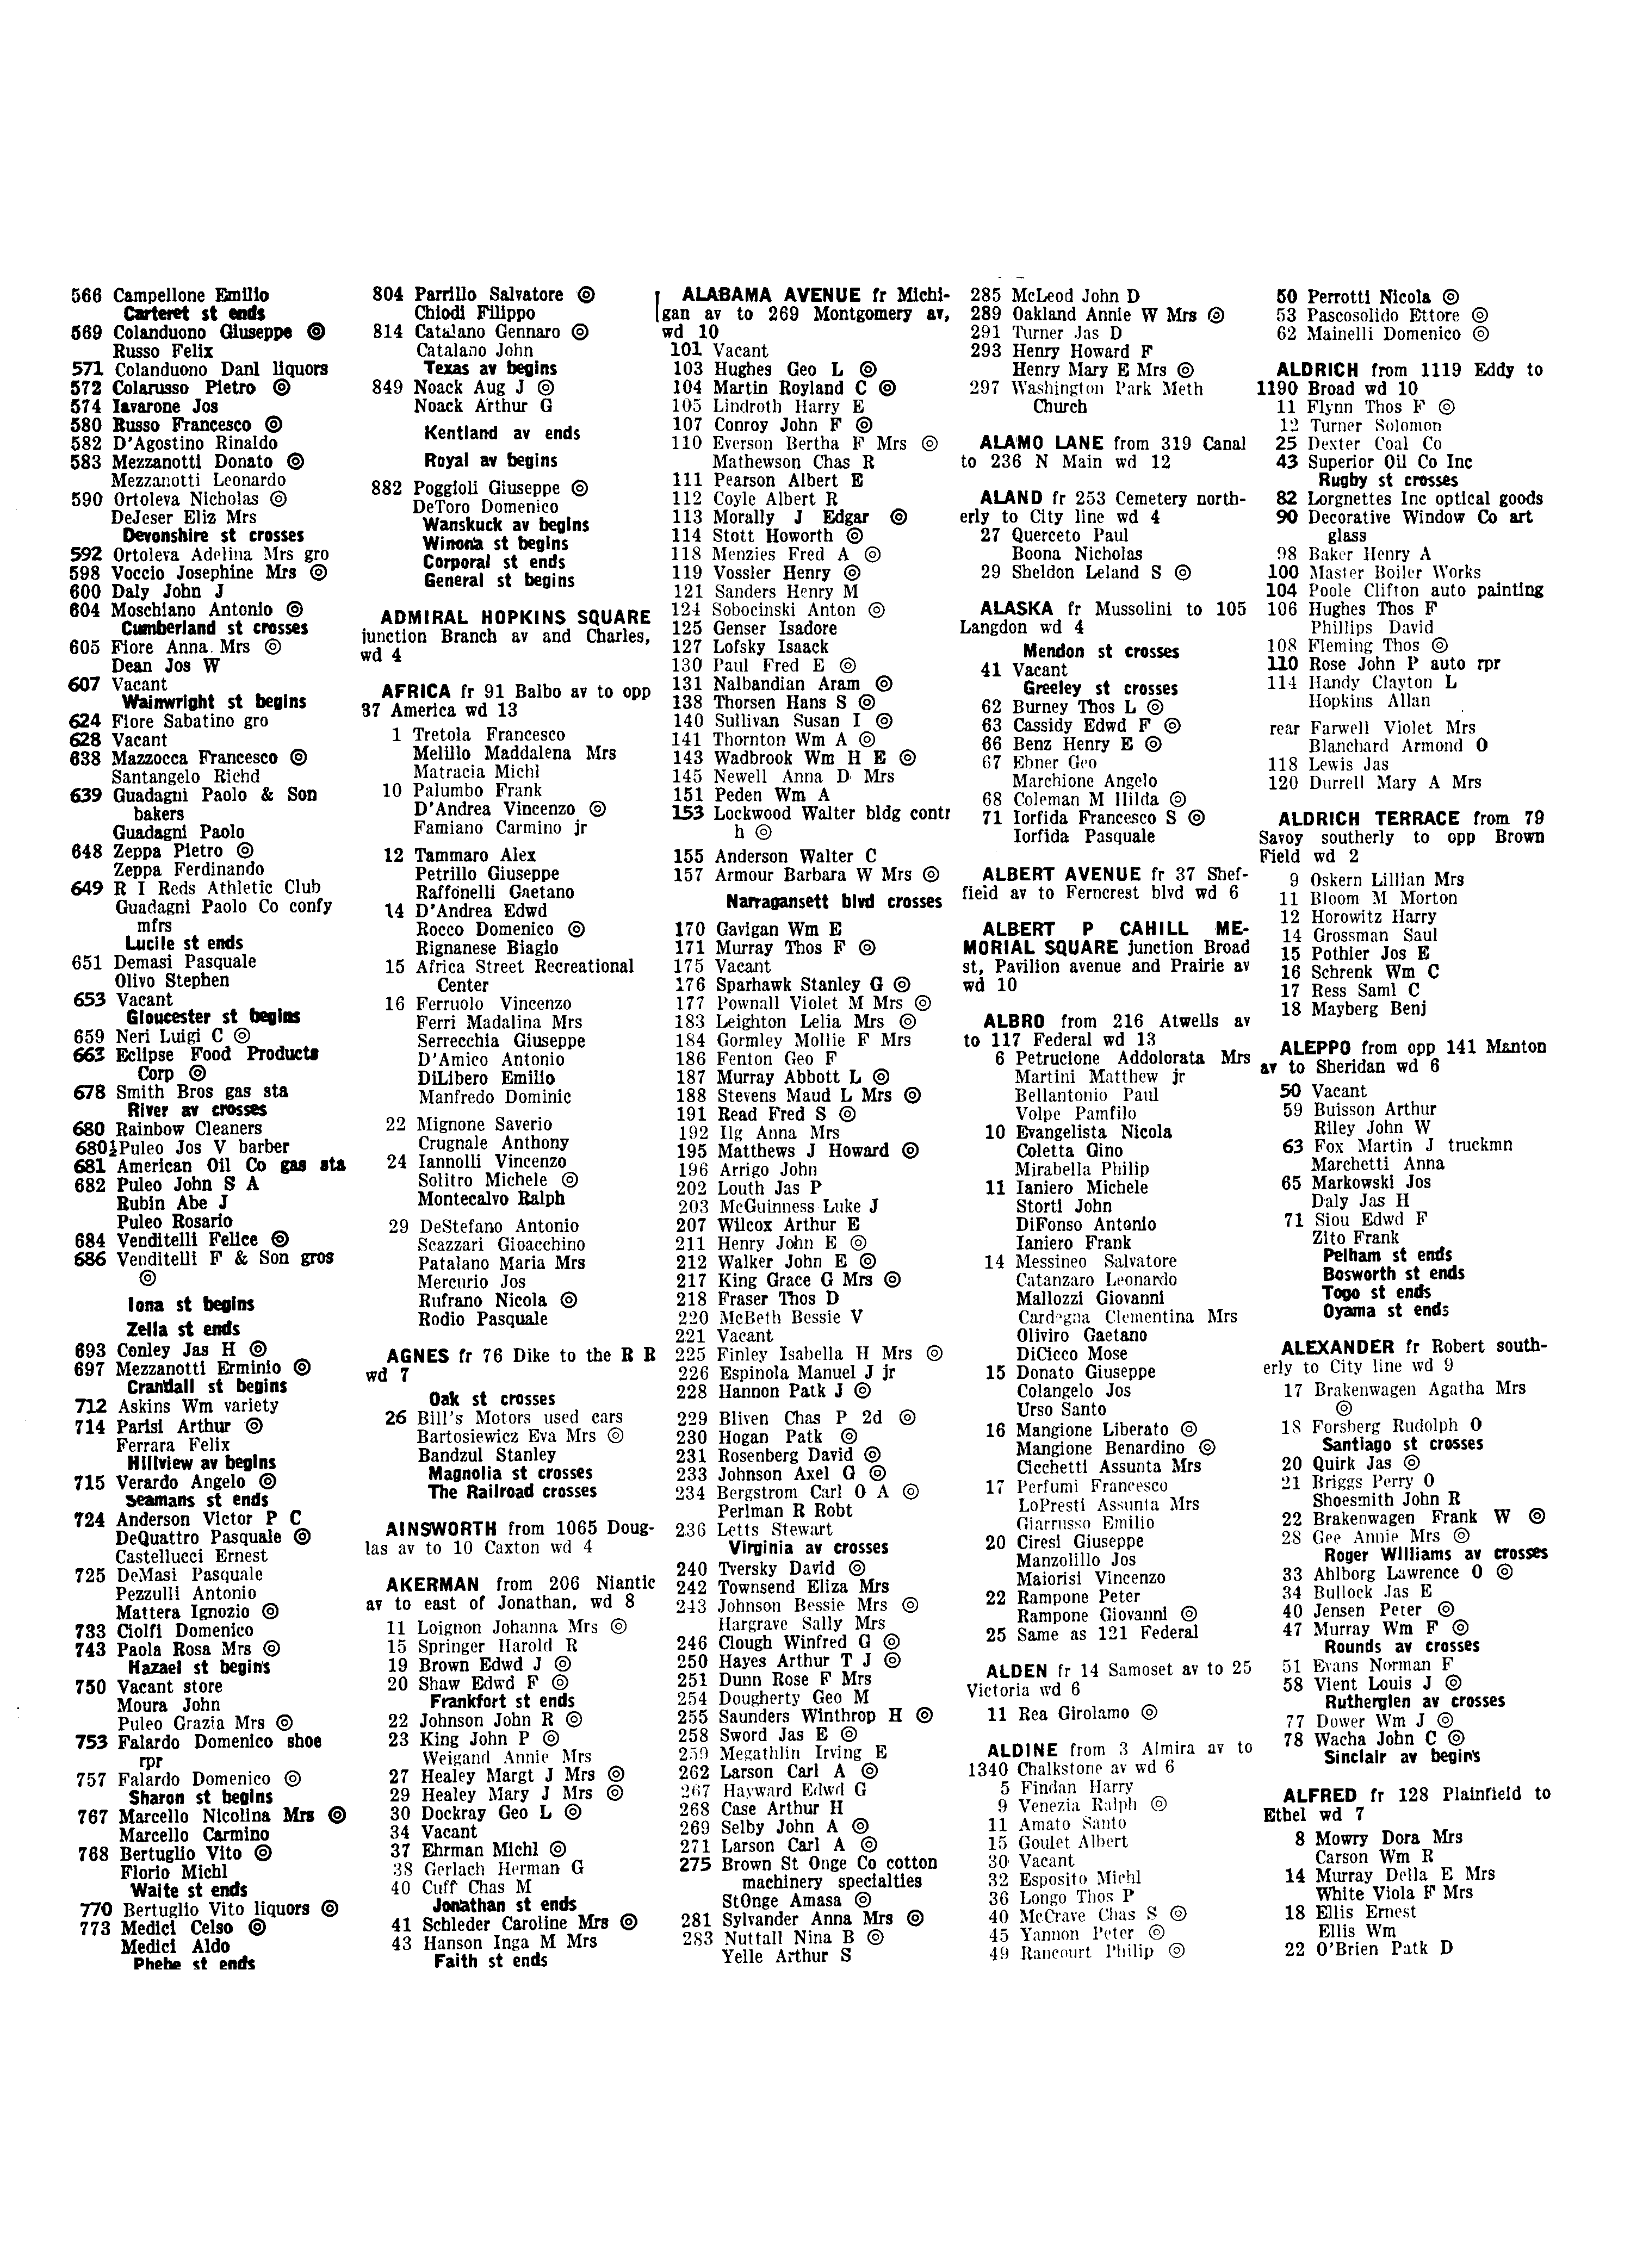 566 Campellone Emilio
Carteret st ends
569 Colanduono Giuseppe ◎
Russo Felix
571 Colanduono Danl liquors
572 Colarusso Pietro ◎
574 Iavarone Jos
580 Russo Francesco ◎
582 D'Agostino Rinaldo
583 Mezzanotti Donato ◎
Mezzanotti Leonardo
590 Ortoleva Nicholas ◎
DeJeser Eliz Mrs
Devonshire st crosses
592 Ortoleva Adelina Mrs gro
598 Voccio Josephine Mrs ◎
600 Daly John J
604 Moschiano Antonio ◎
Cumberland st crosses
605 Fiore Anna Mrs ◎
Dean Jos W
607 Vacant
Wainwright st begins
624 Fiore Sabatino gro
628 Vacant
638 Mazzocca Francesco ◎
Santangelo Richd
639 Guadagni Paolo & Son
bakers
Guadagni Paolo
648 Zeppa Pietro ◎
Zeppa Ferdinando
649 R I Reds Athletic Club
Guadagni Paolo Co confy
mfrs
Lucile st ends
651 Demasi Pasquale
Olivo Stephen
653 Vacant
Gloucester st begins
659 Neri Luigi C ◎
663 Eclipse Food Products
Corp ◎
678 Smith Bros gas sta
River av crosses
680 Rainbow Cleaners
680½ Puleo Jos V barber
681 American Oil Co gas sta
682 Puleo John S A
Rubin Abe J
Puleo Rosario
684 Venditelli Felice ◎
686 Venditelli F & Son gros
◎
Iona st begins
Zella st ends
693 Conley Jas H ◎
697 Mezzanotti Erminio ◎
Crandall st begins
712 Askins Wm variety
714 Parisi Arthur ◎
Ferrara Felix
Hillview av begins
715 Verardo Angelo ◎
Seamans st ends
724 Anderson Victor P C
DeQuattro Pasquale ◎
Castellucci Ernest
725 DeMasi Pasquale
Pezzulli Antonio
Mattera Ignozio ◎
733 Ciolfi Domenico
743 Paola Rosa Mrs ◎
Hazael st begins
750 Vacant store
Moura John
Puleo Grazia Mrs ◎
753 Falardo Domenico shoe
rpr
757 Falardo Domenico ◎
Sharon st begins
767 Marcello Nicolina Mrs ◎
Marcello Carmino
768 Bertuglio Vito ◎
Florio Michl
Waite st ends
770 Bertuglio Vito liquors ◎
773 Medici Celso ◎
Medici Aldo
Phebe st ends
804 Parrillo Salvatore ◎
Chiodi Filippo
814 Catalano Gennaro ◎
Catalano John
Texas av begins
849 Noack Aug J ◎
Noack Arthur G
Kentland av ends
Royal av begins
882 Poggioli Giuseppe ◎
DeToro Domenico
Wanskuck av begins
Winona st begins
Corporal st ends
General st begins
ADMIRAL HOPKINS SQUARE
junction Branch av and Charles,
wd 4
AFRICA fr 91 Balbo av to opp
37 America wd 13
1 Tretola Francesco
Melillo Maddalena Mrs
Matracia Michl
10 Palumbo Frank
D'Andrea Vincenzo ◎
Famiano Carmino jr
12 Tammaro Alex
Petrillo Giuseppe
Raffonelli Gaetano
14 D'Andrea Edwd
Rocco Domenico ◎
Rignanese Biagio
15 Africa Street Recreational
Center
16 Ferruolo Vincenzo
Ferri Madalina Mrs
Serrecchia Giuseppe
D'Amico Antonio
DiLibero Emilio
Manfredo Dominic
22 Mignone Saverio
Crugnale Anthony
24 Iannolli Vincenzo
Solitro Michele ◎
Montecalvo Ralph
29 DeStefano Antonio
Scazzari Gioacchino
Patalano Maria Mrs
Mercurio Jos
Rufrano Nicola ◎
Rodio Pasquale
AGNES fr 76 Dike to the R R
wd 7
Oak st crosses
26 Bill's Motors used cars
Bartosiewicz Eva Mrs ◎
Bandzul Stanley
Magnolia st crosses
The Railroad crosses
AINSWORTH from 1065 Doug-
las av to 10 Caxton wd 4
AKERMAN from 206 Niantic
av to east of Jonathan, wd 8
11 Loignon Johanna Mrs ◎
15 Springer Harold R
19 Brown Edwd J ◎
20 Shaw Edwd F ◎
Frankfort st ends
22 Johnson John R ◎
23 King John P ◎
Weigand Annie Mrs
27 Healey Margt J Mrs ◎
29 Healey Mary J Mrs ◎
30 Dockray Geo L ◎
34 Vacant
37 Ehrman Michl ◎
38 Gerlach Herman G
40 Cuff Chas M
Jonathan st ends
41 Schleder Caroline Mrs ◎
43 Hanson Inga M Mrs
Faith st ends
ALABAMA AVENUE fr Michi-
gan av to 269 Montgomery av,
wd 10
101 Vacant
103 Hughes Geo L ◎
104 Martin Royland C ◎
105 Lindroth Harry E
107 Conroy John F ◎
110 Everson Bertha F Mrs ◎
Mathewson Chas R
111 Pearson Albert E
112 Coyle Albert R
113 Morally J Edgar ◎
114 Stott Howorth ◎
118 Menzies Fred A ◎
119 Vossler Henry ◎
121 Sanders Henry M
124 Sobocinski Anton ◎
125 Genser Isadore
127 Lofsky Isaack
130 Paul Fred E ◎
131 Nalbandian Aram ◎
138 Thorsen Hans S ◎
140 Sullivan Susan I ◎
141 Thornton Wm A ◎
143 Wadbrook Wm H E ◎
145 Newell Anna D Mrs
151 Peden Wm A
153 Lockwood Walter bldg contr
h ◎
155 Anderson Walter C
157 Armour Barbara W Mrs ◎
Narragansett blvd crosses
170 Gavigan Wm E
171 Murray Thos F ◎
175 Vacant
176 Sparhawk Stanley G ◎
177 Pownall Violet M Mrs ◎
183 Leighton Lelia Mrs ◎
184 Gormley Mollie F Mrs
186 Fenton Geo F
187 Murray Abbott L ◎
188 Stevens Maud L Mrs ◎
191 Read Fred S ◎
192 Ilg Anna Mrs
195 Matthews J Howard ◎
196 Arrigo John
202 Louth Jas P
203 McGuinness Luke J
207 Wilcox Arthur E
211 Henry John E ◎
212 Walker John E ◎
217 King Grace G Mrs ◎
218 Fraser Thos D
220 McBeth Bessie V
221 Vacant
225 Finley Isabella H Mrs ◎
226 Espinola Manuel J jr
228 Hannon Patk J ◎
229 Bliven Chas P 2d ◎
230 Hogan Patk ◎
231 Rosenberg David ◎
233 Johnson Axel G ◎
234 Bergstrom Carl O A ◎
Perlman R Robt
236 Letts Stewart
Virginia av crosses
240 Tversky David ◎
242 Townsend Eliza Mrs
243 Johnson Bessie Mrs ◎
Hargrave Sally Mrs
246 Clough Winfred G ◎
250 Hayes Arthur T J ◎
251 Dunn Rose F Mrs
254 Dougherty Geo M
255 Saunders Winthrop H ◎
258 Sword Jas E ◎
259 Megathlin Irving E
262 Larson Carl A ◎
267 Hayward Edwd G
268 Case Arthur H
269 Selby John A ◎
271 Larson Carl A ◎
275 Brown St Onge Co cotton
machinery specialties
StOnge Amasa ◎
281 Sylvander Anna Mrs ◎
283 Nuttall Nina B ◎
Yelle Arthur S
285 McLeod John D
289 Oakland Annie W Mrs ◎
291 Turner Jas D
293 Henry Howard F
Henry Mary E Mrs ◎
297 Washington Park Meth
Church
ALAMO LANE from 319 Canal
to 236 N Main wd 12
ALAND fr 253 Cemetery north-
erly to City line wd 4
27 Querceto Paul
Boona Nicholas
29 Sheldon Leland S ◎
ALASKA fr Mussolini to 105
Langdon wd 4
Mendon st crosses
41 Vacant
Greeley st crosses
62 Burney Thos L ◎
63 Cassidy Edwd F ◎
66 Benz Henry E ◎
67 Ebner Geo
Marchione Angelo
68 Coleman M Hilda ◎
71 Iorfida Francesco S ◎
Iorfida Pasquale
ALBERT AVENUE fr 37 Shef-
field av to Ferncrest blvd wd 6
ALBERT P CAHILL ME-
MORIAL SQUARE junction Broad
st, Pavilion avenue and Prairie av
wd 10
ALBRO from 216 Atwells av
to 117 Federal wd 13
6 Petrucione Addolorata Mrs
Martini Matthew jr
Bellantonio Paul
Volpe Pamfilo
10 Evangelista Nicola
Coletta Gino
Mirabella Philip
11 Ianiero Michele
Storti John
DiFonso Antonio
Ianiero Frank
14 Messineo Salvatore
Catanzaro Leonardo
Mallozzi Giovanni
Cardegna Clementina Mrs
Oliviro Gaetano
DiCicco Mose
15 Donato Giuseppe
Colangelo Jos
Urso Santo
16 Mangione Liberato ◎
Mangione Benardino ◎
Cicchetti Assunta Mrs
17 Perfumi Francesco
LoPresti Assunta Mrs
Giarrusso Emilio
20 Ciresi Giuseppe
Manzolillo Jos
Maiorisi Vincenzo
22 Rampone Peter
Rampone Giovanni ◎
25 Same as 121 Federal
ALDEN fr 14 Samoset av to 25
Victoria wd 6
11 Rea Girolamo ◎
ALDINE from 3 Almira av to
1340 Chalkstone av wd 6
5 Findan Harry
9 Venezia Ralph ◎
11 Amato Santo
15 Goulet Albert
30 Vacant
32 Esposito Michl
36 Longo Thos P
40 McCrave Chas S ◎
45 Yannon Peter ◎
49 Rancourt Philip ◎
50 Perrotti Nicola ◎
53 Pascosolido Ettore ◎
62 Mainelli Domenico ◎
ALDRICH from 1119 Eddy to
1190 Broad wd 10
11 Flynn Thos F ◎
12 Turner Solomon
25 Dexter Coal Co
43 Superior Oil Co Inc
Rugby st crosses
82 Lorgnettes Inc optical goods
90 Decorative Window Co art
glass
98 Baker Henry A
100 Master Boiler Works
104 Poole Clifton auto painting
106 Hughes Thos F
Phillips David
108 Fleming Thos ◎
110 Rose John P auto rpr
114 Handy Clayton L
Hopkins Allan
rear Farwell Violet Mrs
Blanchard Armond O
118 Lewis Jas
120 Durrell Mary A Mrs
ALDRICH TERRACE from 79
Savoy southerly to opp Brown
Field wd 2
9 Oskern Lillian Mrs
11 Bloom M Morton
12 Horowitz Harry
14 Grossman Saul
15 Pothier Jos E
16 Schrenk Wm C
17 Ress Saml C
18 Mayberg Benj
ALEPPO from opp 141 Manton
av to Sheridan wd 6
50 Vacant
59 Buisson Arthur
Riley John W
63 Fox Martin J truckmn
Marchetti Anna
65 Markowski Jos
Daly Jas H
71 Siou Edwd F
Zito Frank
Pelham st ends
Bosworth st ends
Togo st ends
Oyama st ends
ALEXANDER fr Robert south-
erly to City line wd 9
17 Brakenwagen Agatha Mrs
◎
18 Forsberg Rudolph O
Santiago st crosses
20 Quirk Jas ◎
21 Briggs Perry O
Shoesmith John R
22 Brakenwagen Frank W ◎
28 Gee Annie Mrs ◎
Roger Williams av crosses
33 Ahlborg Lawrence O ◎
34 Bullock Jas E
40 Jensen Peter ◎
47 Murray Wm F ◎
Rounds av crosses
51 Evans Norman F
58 Vient Louis J ◎
Rutherglen av crosses
77 Dower Wm J ◎
78 Wacha John C ◎
Sinclair av begins
ALFRED fr 128 Plainfield to
Ethel wd 7
8 Mowry Dora Mrs
Carson Wm R
14 Murray Della E Mrs
White Viola F Mrs
18 Ellis Ernest
Ellis Wm
22 O'Brien Patk D